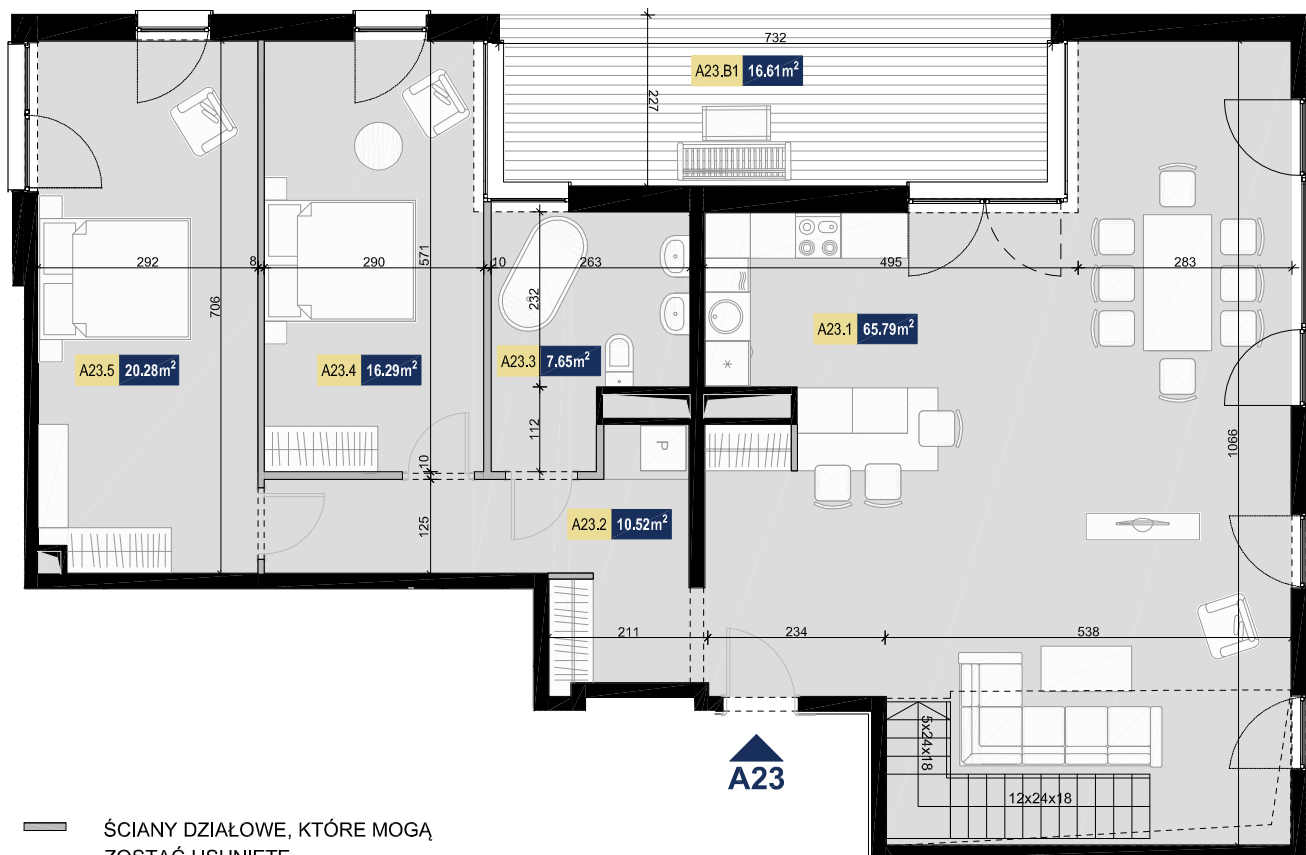 732
A23.B1 16.61m²
227
292
8
290
571
10
263
495
283
706
232
A23.1 65.79m²
A23.5 20.28m²
A23.4 16.29m²
A23.3 7.65m²
112
P
10
1066
125
A23.2 10.52m²
211
234
538
5x24x18
12x24x18
A23
ŚCIANY DZIAŁOWE, KTÓRE MOGĄ
ZOSTAĆ USUNIĘTE